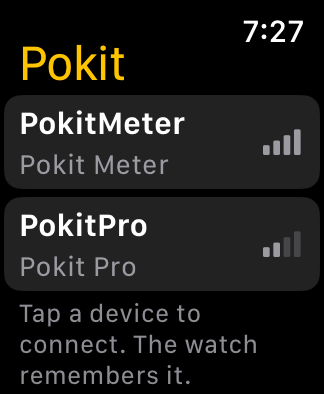 7:27
Pokit
PokitMeter
Pokit Meter
PokitPro
Pokit Pro
Tap a device to
connect. The watch
remembers it.